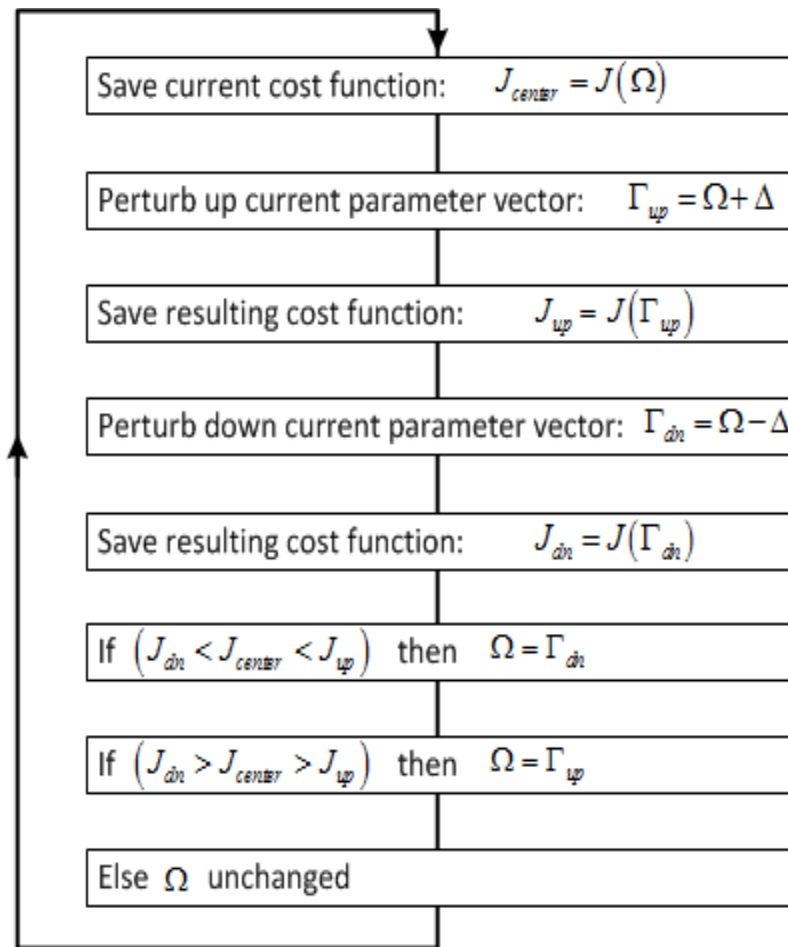 Save current cost function: J_center = J(Ω)
Perturb up current parameter vector: Γ_up = Ω + Δ
Save resulting cost function: J_up = J(Γ_up)
Perturb down current parameter vector: Γ_dn = Ω − Δ
Save resulting cost function: J_dn = J(Γ_dn)
If (J_dn < J_center < J_up) then Ω = Γ_dn
If (J_dn > J_center > J_up) then Ω = Γ_up
Else Ω unchanged